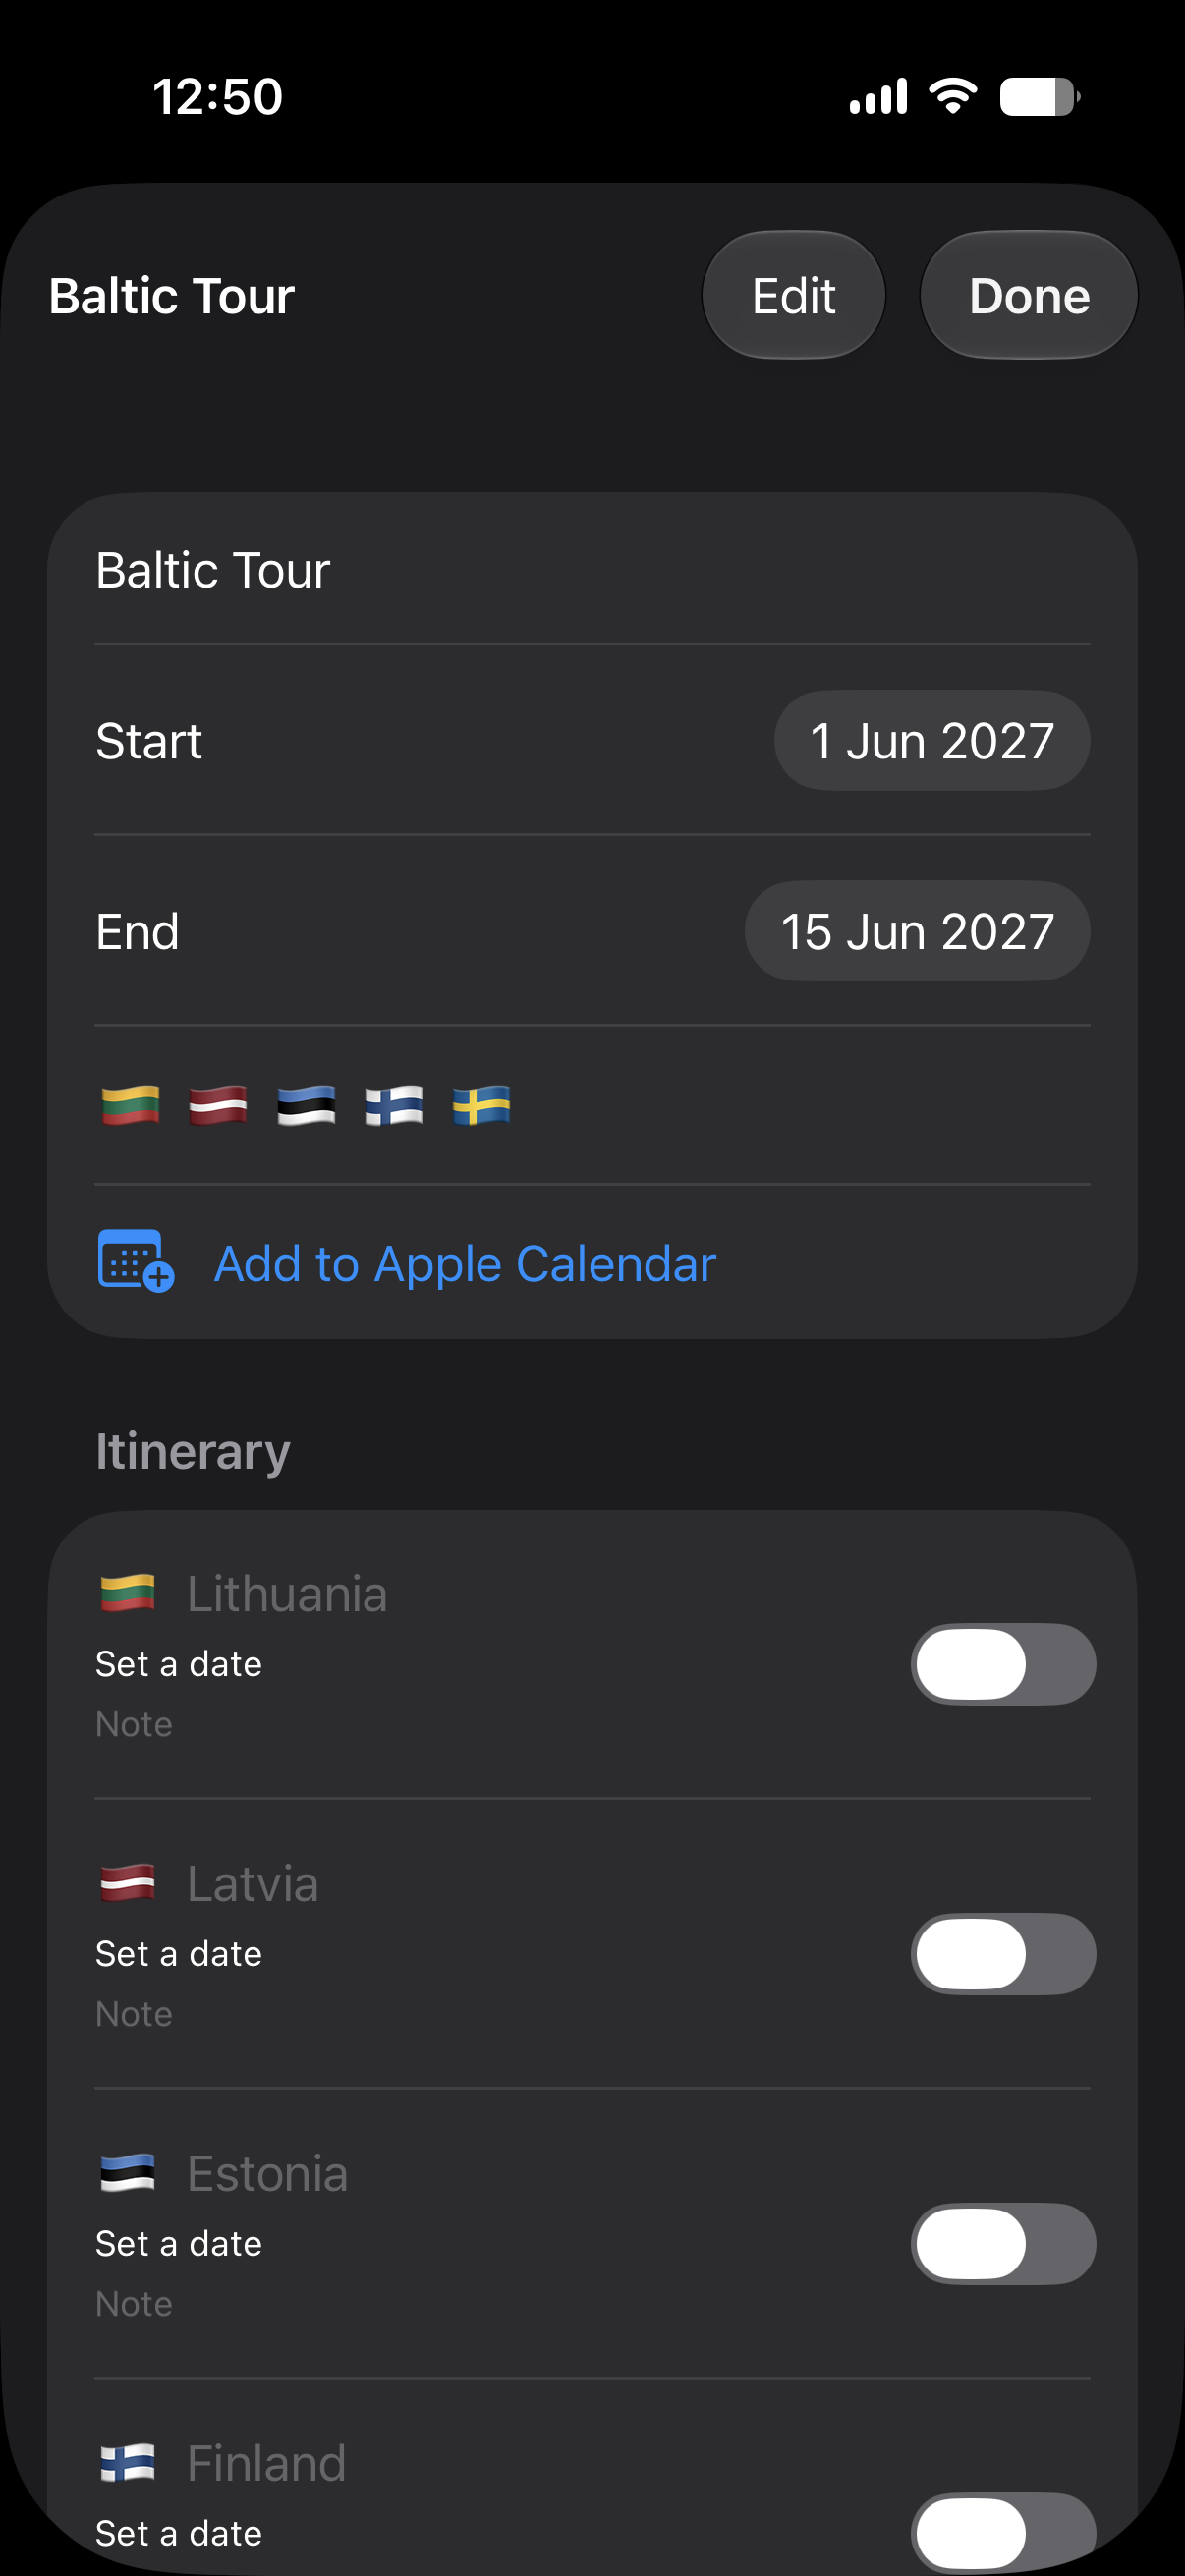 12:50
Baltic Tour
Edit
Done
Baltic Tour
Start
1 Jun 2027
End
15 Jun 2027
Add to Apple Calendar
Itinerary
Lithuania
Set a date
Note
Latvia
Set a date
Note
Estonia
Set a date
Note
Finland
Set a date